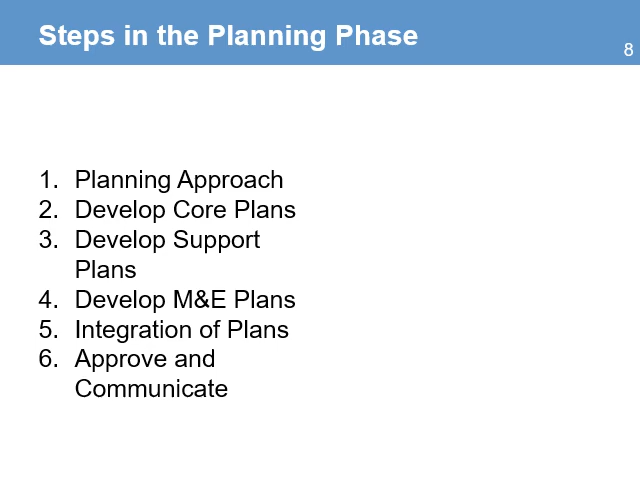 Steps in the Planning Phase
8
1. Planning Approach
2. Develop Core Plans
3. Develop Support
Plans
4. Develop M&E Plans
5. Integration of Plans
6. Approve and
Communicate